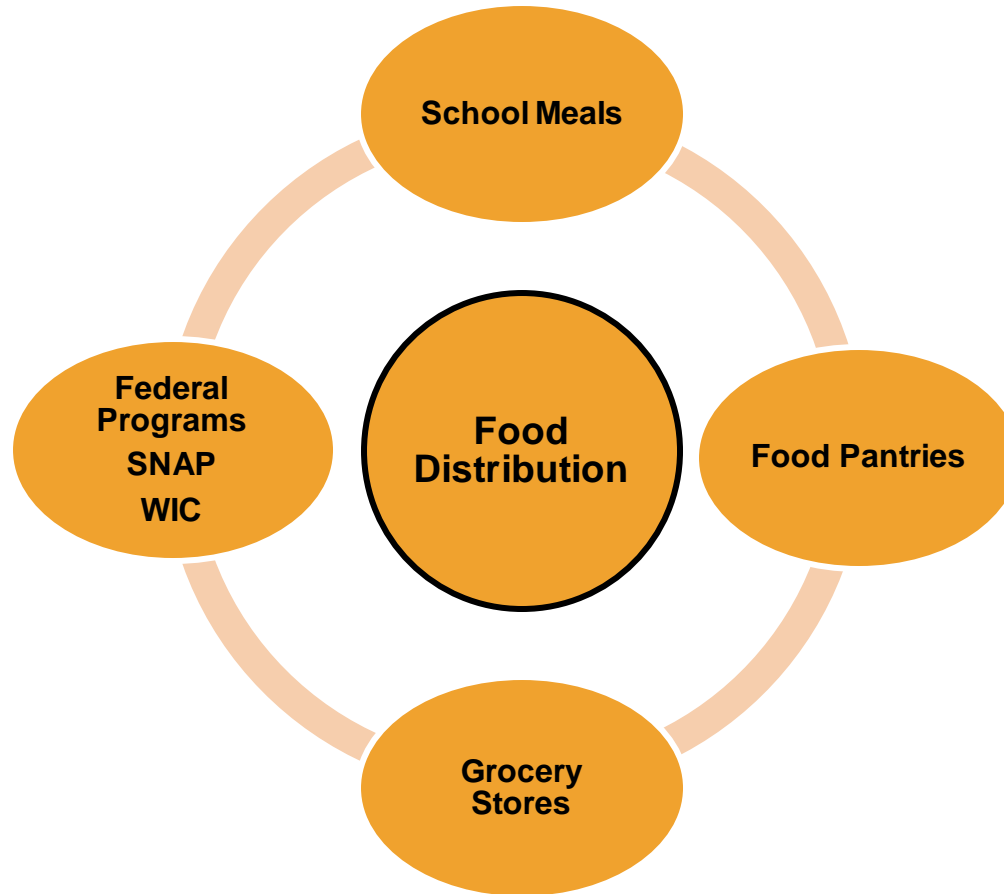 School Meals
Federal
Programs
SNAP
WIC
Food
Distribution
Food Pantries
Grocery
Stores